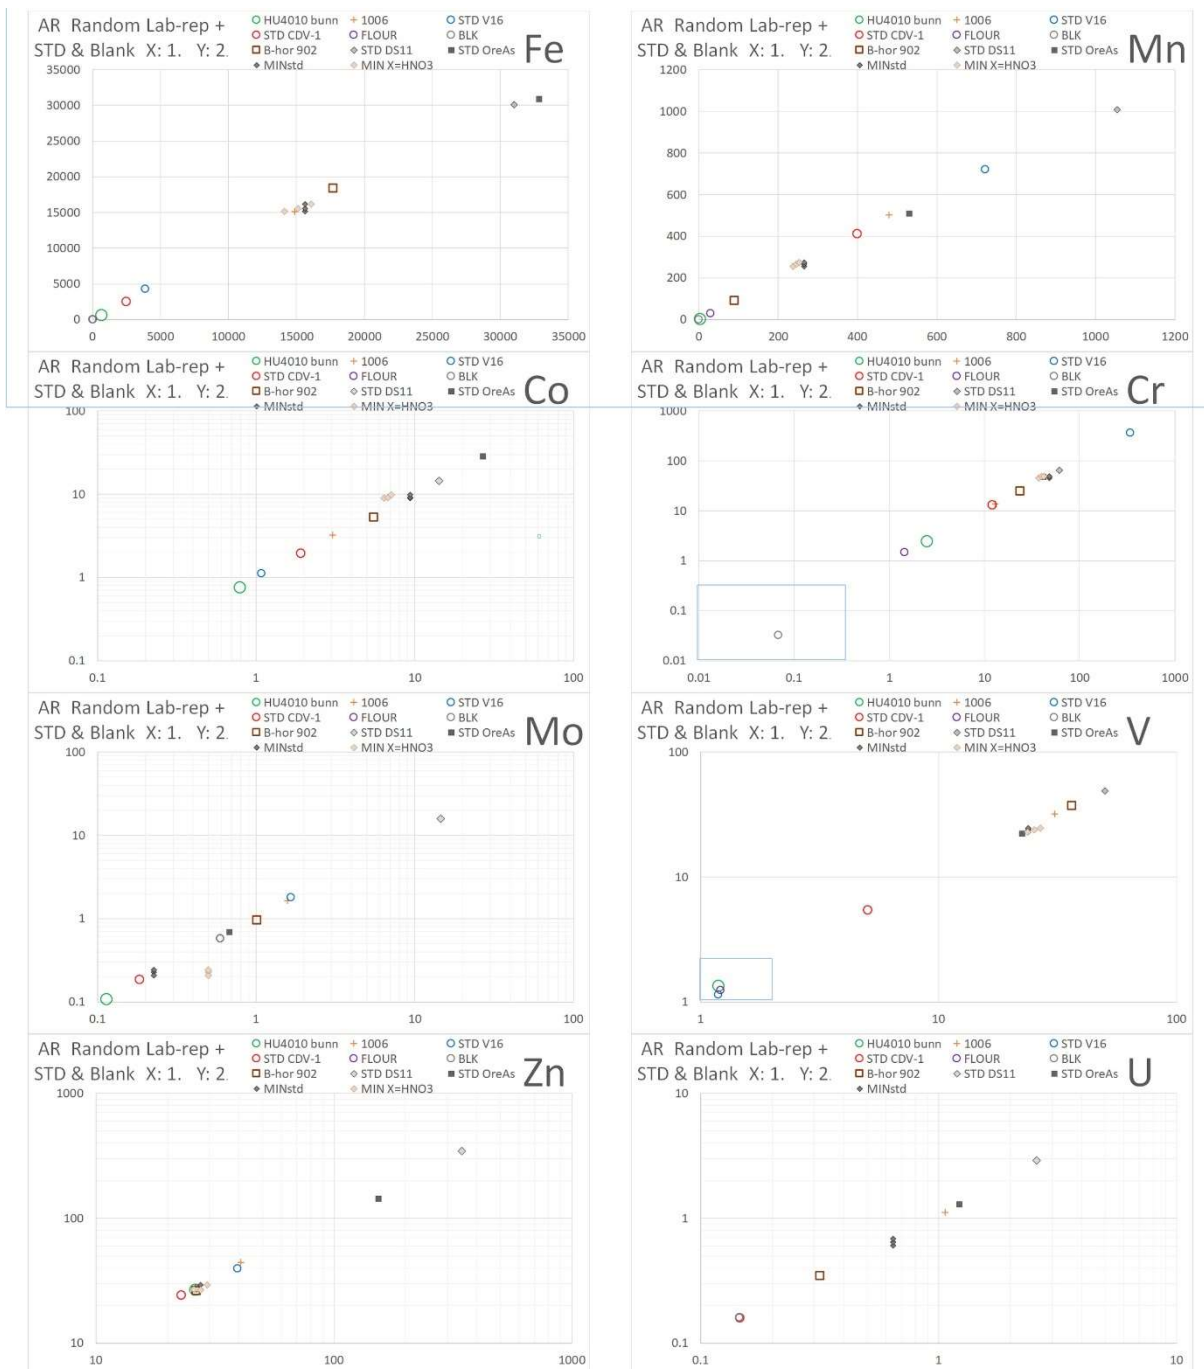 AR Random Lab-rep +
STD & Blank X: 1. Y: 2.
HU4010 bunn 1006 STD V16
STD CDV-1 FLOUR BLK
B-hor 902 STD DS11 STD OreAs
MINstd MIN X=HNO3
Fe
35000
30000
25000
20000
15000
10000
5000
0
0 5000 10000 15000 20000 25000 30000 35000
AR Random Lab-rep +
STD & Blank X: 1. Y: 2.
HU4010 bunn 1006 STD V16
STD CDV-1 FLOUR BLK
B-hor 902 STD DS11 STD OreAs
MINstd MIN X=HNO3
Mn
1200
1000
800
600
400
200
0
0 200 400 600 800 1000 1200
AR Random Lab-rep +
STD & Blank X: 1. Y: 2.
HU4010 bunn 1006 STD V16
STD CDV-1 FLOUR BLK
B-hor 902 STD DS11 STD OreAs
MINstd MIN X=HNO3
Co
100
10
1
0.1
0.1 1 10 100
AR Random Lab-rep +
STD & Blank X: 1. Y: 2.
HU4010 bunn 1006 STD V16
STD CDV-1 FLOUR BLK
B-hor 902 STD DS11 STD OreAs
MINstd MIN X=HNO3
Cr
1000
100
10
1
0.1
0.01
0.01 0.1 1 10 100 1000
AR Random Lab-rep +
STD & Blank X: 1. Y: 2.
HU4010 bunn 1006 STD V16
STD CDV-1 FLOUR BLK
B-hor 902 STD DS11 STD OreAs
MINstd MIN X=HNO3
Mo
100
10
1
0.1
0.1 1 10 100
AR Random Lab-rep +
STD & Blank X: 1. Y: 2.
HU4010 bunn 1006 STD V16
STD CDV-1 FLOUR BLK
B-hor 902 STD DS11 STD OreAs
MINstd MIN X=HNO3
V
100
10
1
1 10 100
AR Random Lab-rep +
STD & Blank X: 1. Y: 2.
HU4010 bunn 1006 STD V16
STD CDV-1 FLOUR BLK
B-hor 902 STD DS11 STD OreAs
MINstd MIN X=HNO3
Zn
1000
100
10
10 100 1000
AR Random Lab-rep +
STD & Blank X: 1. Y: 2.
HU4010 bunn 1006 STD V16
STD CDV-1 FLOUR BLK
B-hor 902 STD DS11 STD OreAs
MINstd MIN X=HNO3
U
10
1
0.1
0.1 1 10